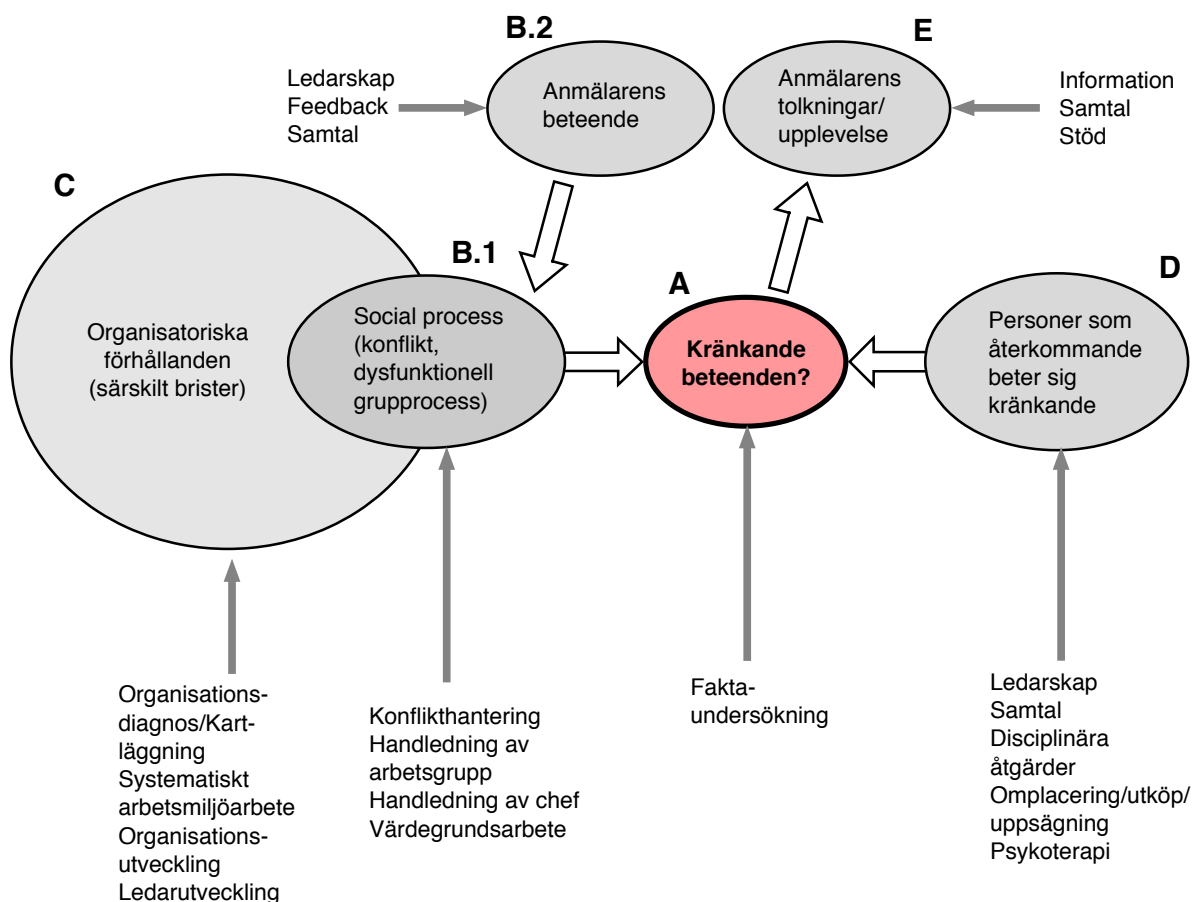 B.2
E
Ledarskap
Feedback
Samtal
Anmälarens
beteende
Anmälarens
tolkningar/
upplevelse
Information
Samtal
Stöd
C
B.1
A
D
Organisatoriska
förhållanden
(särskilt brister)
Social process
(konflikt,
dysfunktionell
grupprocess)
Kränkande
beteenden?
Personer som
återkommande
beter sig
kränkande
Organisations-
diagnos/Kart-
läggning
Systematiskt
arbetsmiljöarbete
Organisations-
utveckling
Ledarutveckling
Konflikthantering
Handledning av
arbetsgrupp
Handledning av chef
Värdegrundsarbete
Fakta-
undersökning
Ledarskap
Samtal
Disciplinära
åtgärder
Omplacering/utköp/
uppsägning
Psykoterapi